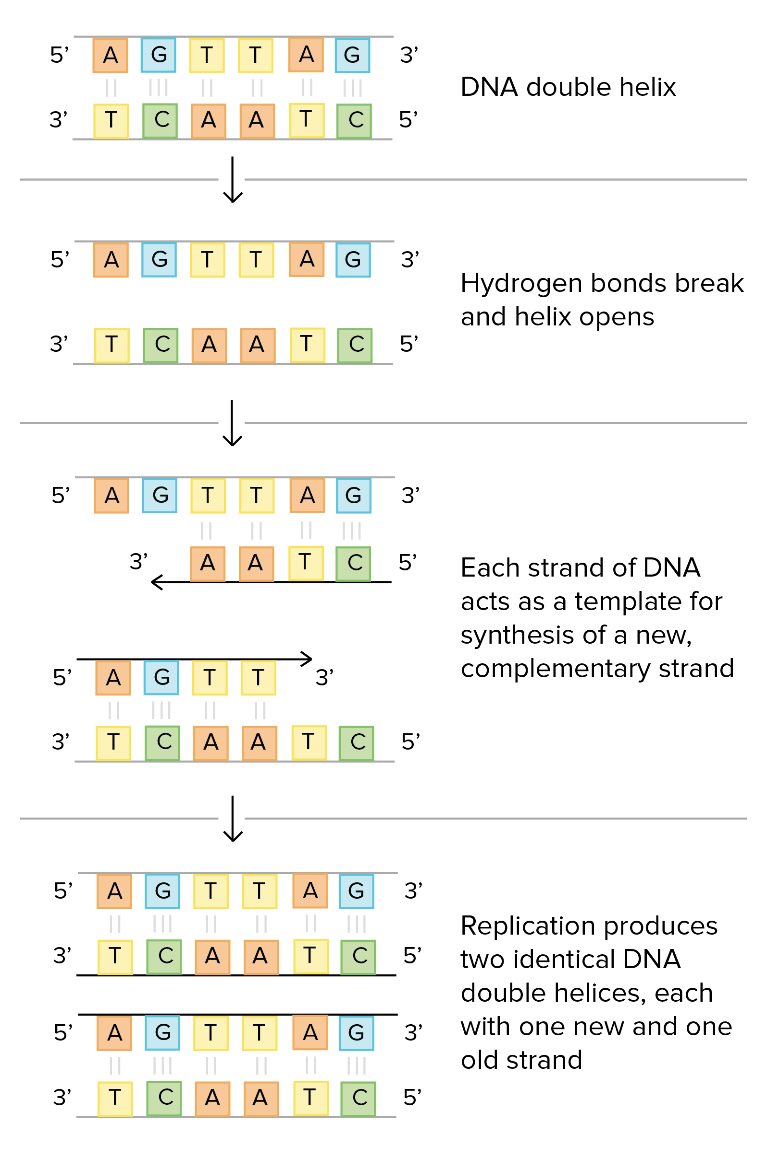 5’ A G T T A G 3’
DNA double helix
3’ T C A A T C 5’
5’ A G T T A G 3’
Hydrogen bonds break
and helix opens
3’ T C A A T C 5’
5’ A G T T A G 3’
3’ A A T C 5’
Each strand of DNA
acts as a template for
synthesis of a new,
complementary strand
5’ A G T T 3’
3’ T C A A T C 5’
5’ A G T T A G 3’
3’ T C A A T C 5’
Replication produces
two identical DNA
double helices, each
with one new and one
old strand
5’ A G T T A G 3’
3’ T C A A T C 5’